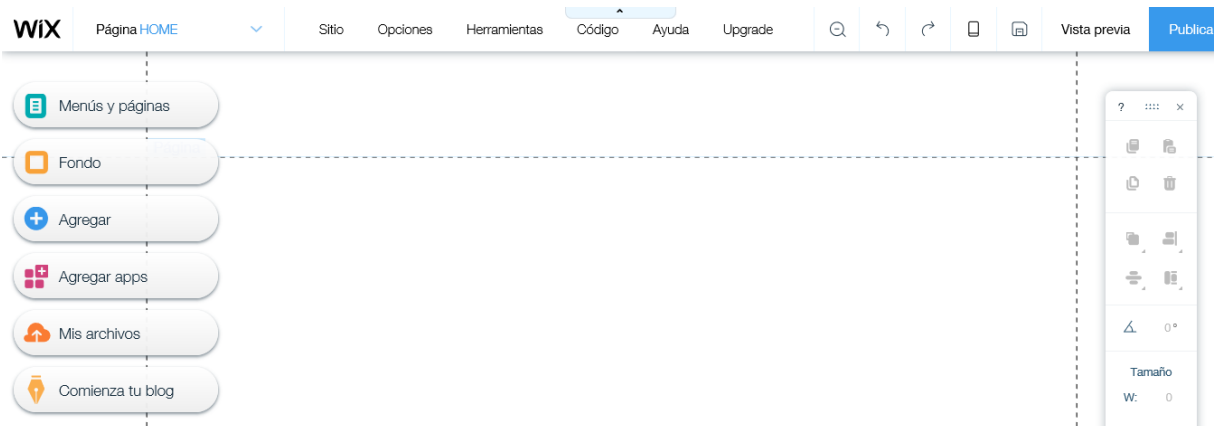 WiX Página HOME Sitio Opciones Herramientas Código Ayuda Upgrade Vista previa Publica
Menús y páginas
Fondo
Agregar
Agregar apps
Mis archivos
Comienza tu blog
?
0°
Tamaño
W: 0